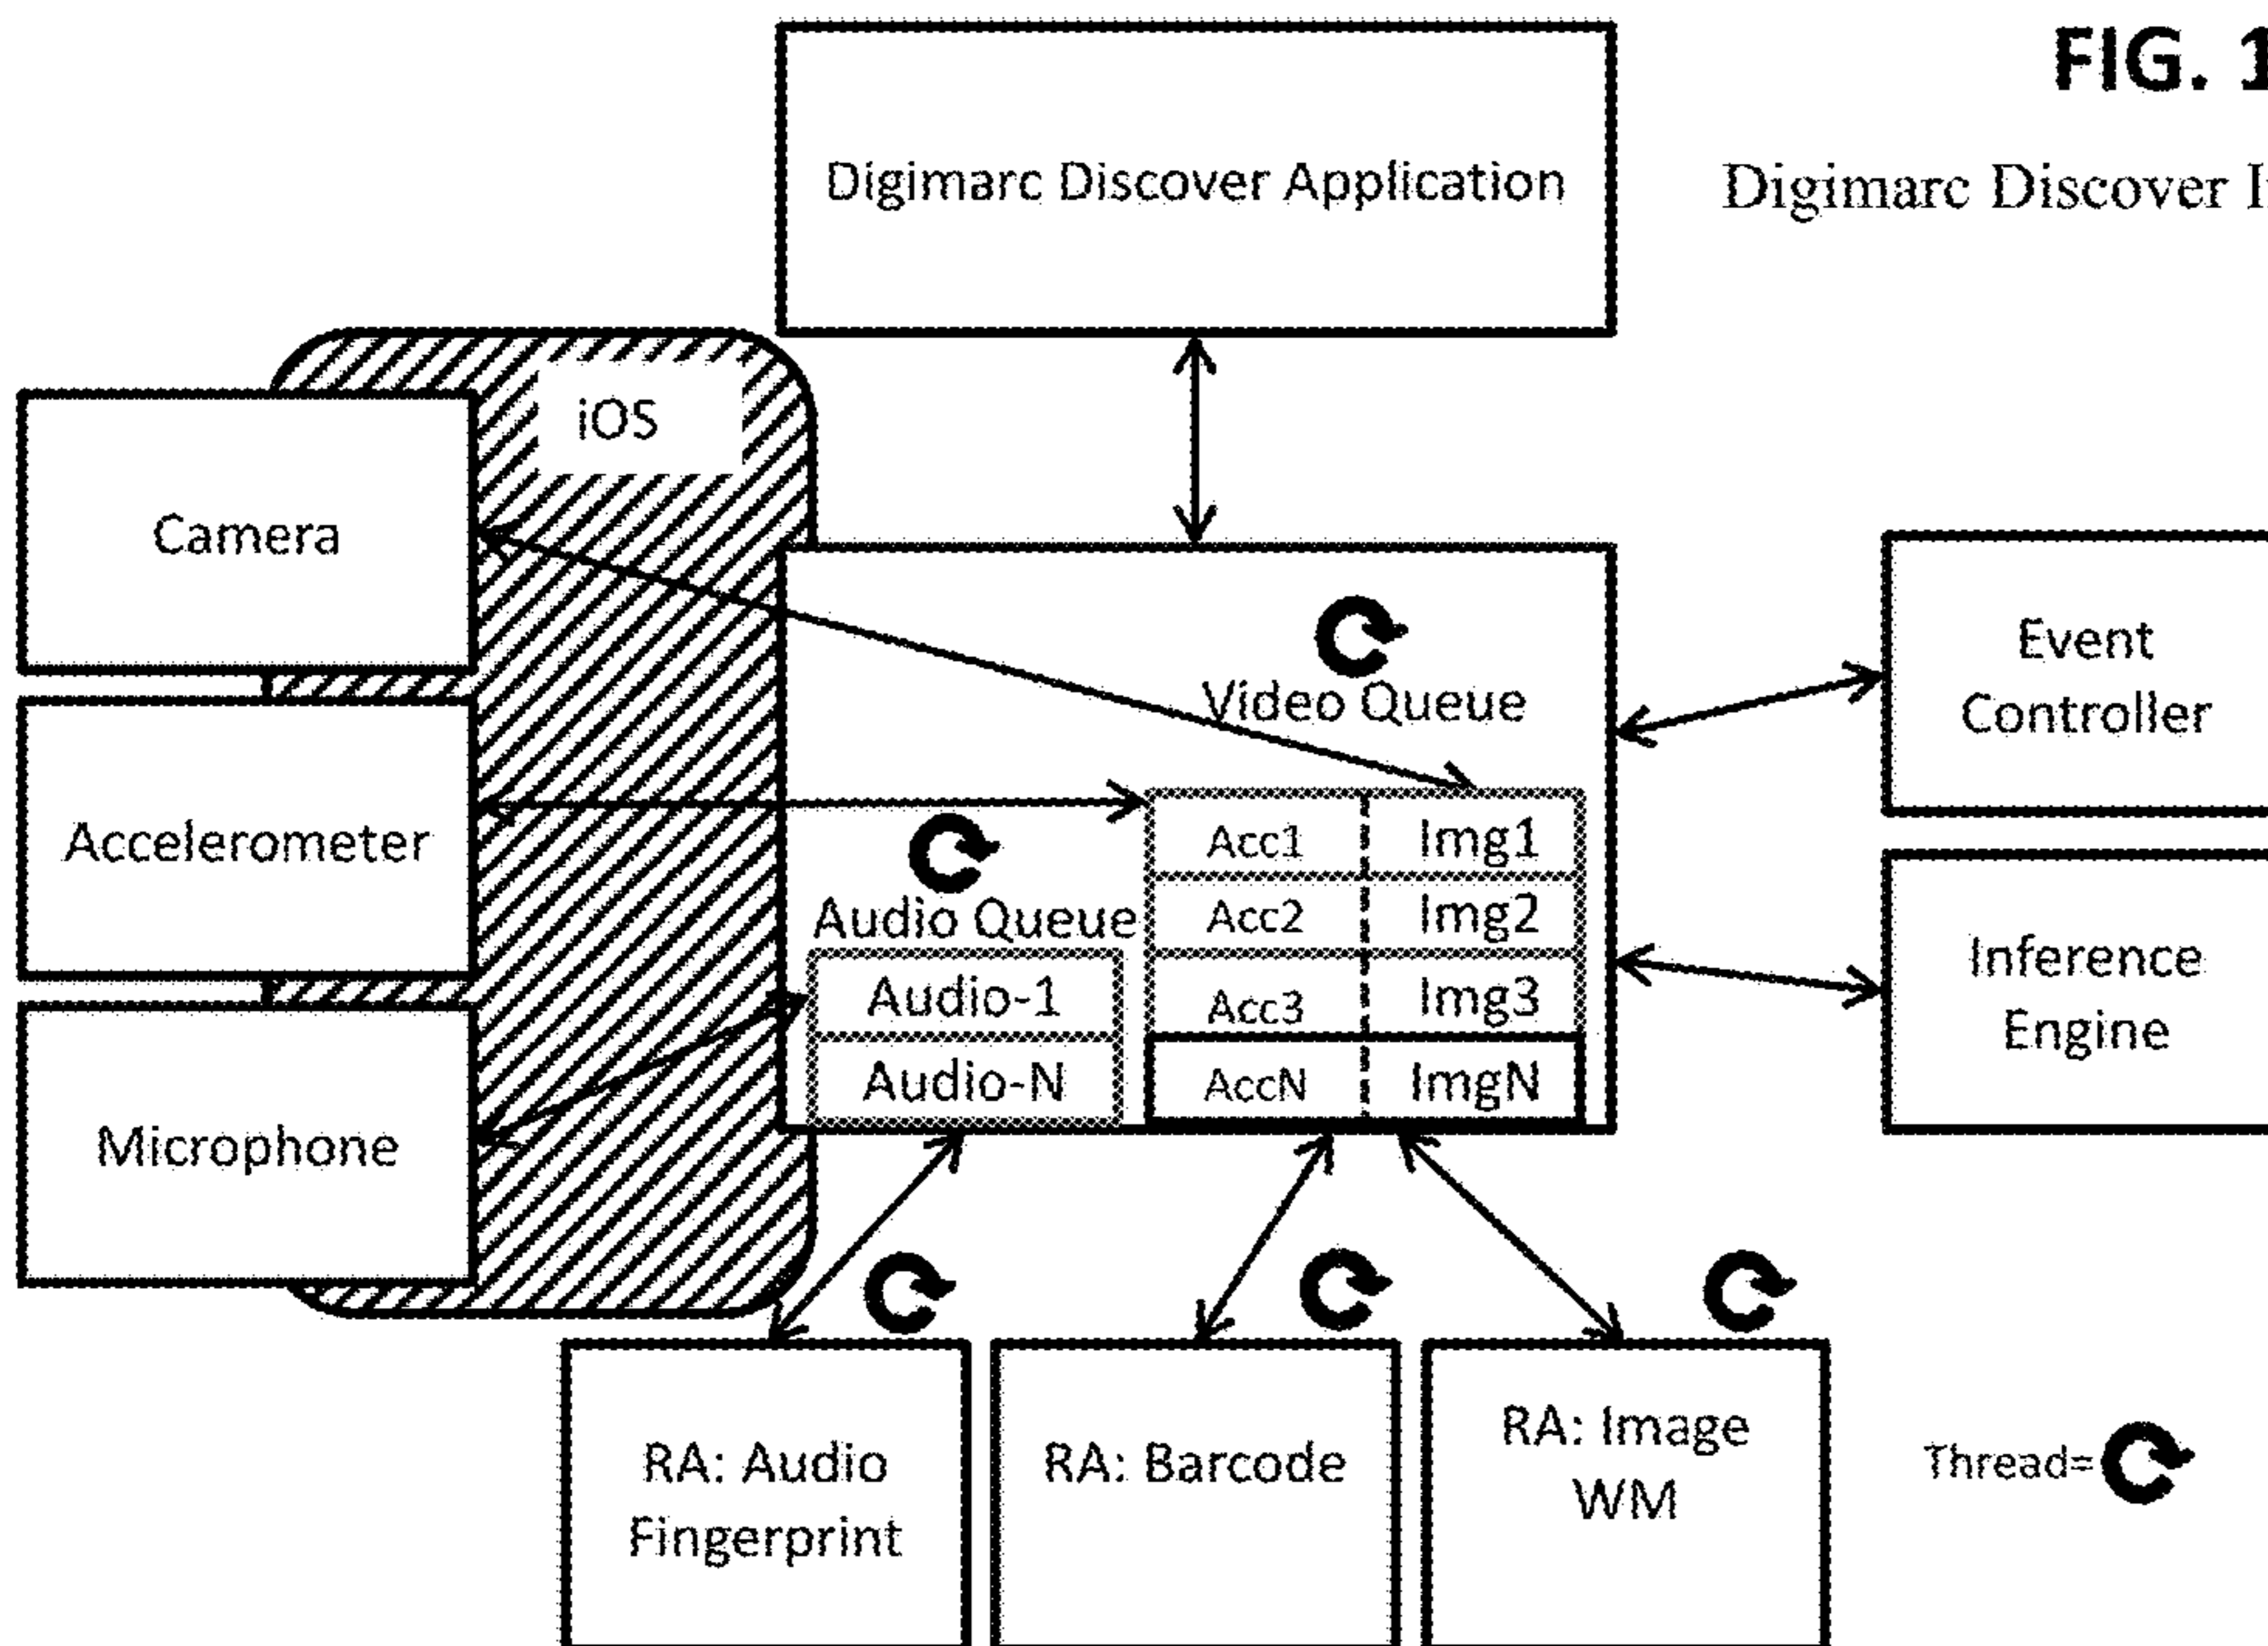 FIG. 1
Digimarc Discover Application
Digimarc Discover
iOS
Camera
Accelerometer
Microphone
Video Queue
Audio Queue
Acc1 Img1
Acc2 Img2
Acc3 Img3
AccN ImgN
Audio-1
Audio-N
Event
Controller
Inference
Engine
RA: Audio
Fingerprint
RA: Barcode
RA: Image
WM
Thread=